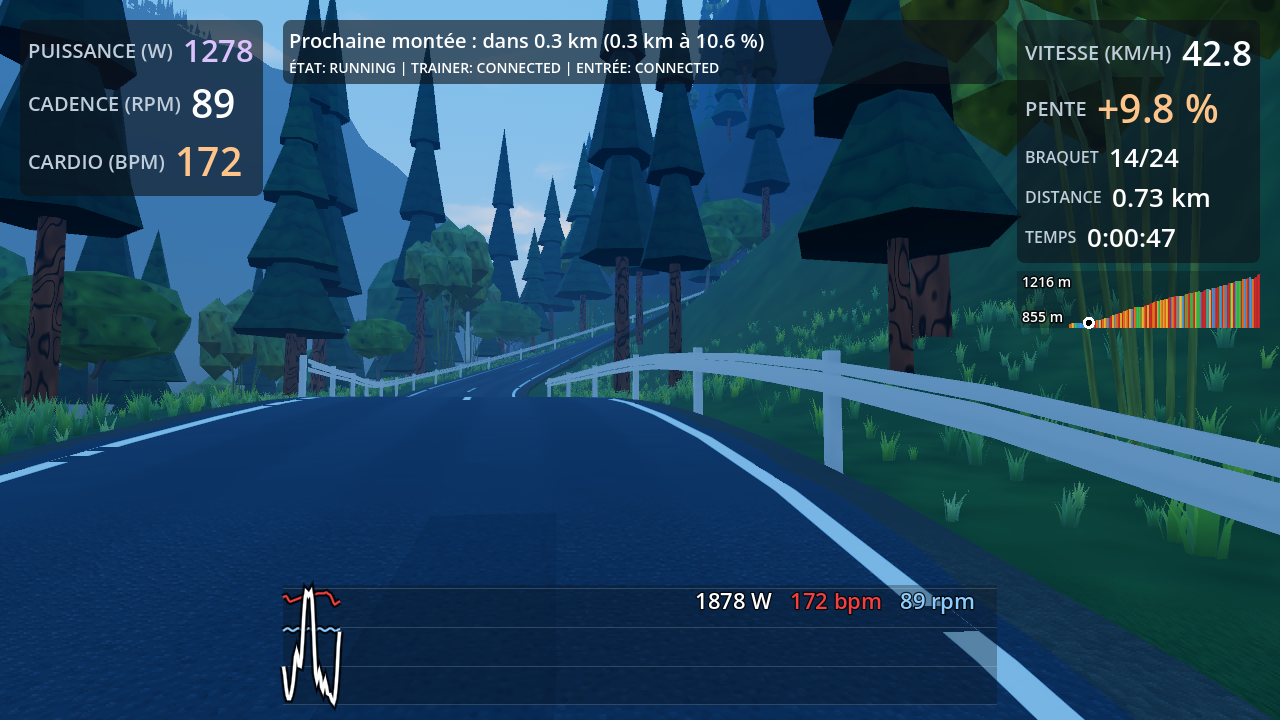 PUISSANCE (W) 1278
CADENCE (RPM) 89
CARDIO (BPM) 172
Prochaine montée : dans 0.3 km (0.3 km à 10.6 %)
ÉTAT: RUNNING | TRAINER: CONNECTED | ENTRÉE: CONNECTED
VITESSE (KM/H) 42.8
PENTE +9.8 %
BRAQUET 14/24
DISTANCE 0.73 km
TEMPS 0:00:47
1216 m
855 m
1878 W 172 bpm 89 rpm